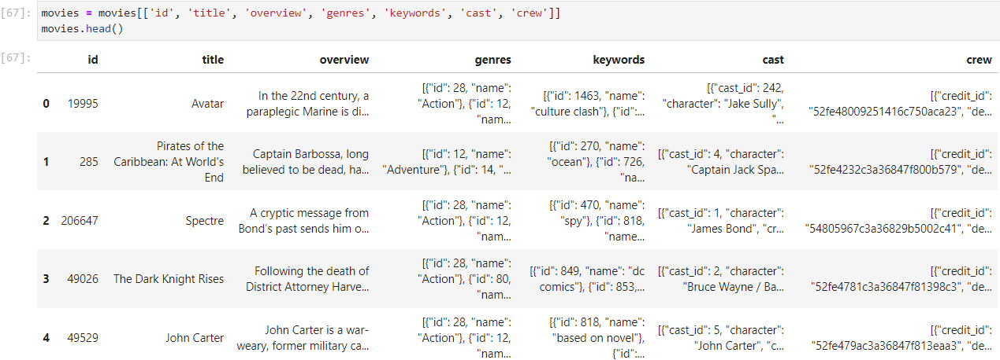 [67]: movies = movies[['id', 'title', 'overview', 'genres', 'keywords', 'cast', 'crew']]
movies.head()
[67]: id title overview genres keywords cast crew
[{"id": 28, "name": [{"cast_id": 242,
In the 22nd century, a [{"id": 1463, "name": [{"credit_id":
0 19995 Avatar "Action"}, {"id": 12, "character": "Jake Sully",
paraplegic Marine is di... "culture clash"}, {"id":... "52fe48009251416c750aca23", "de...
"nam... "...
Pirates of the [{"id": 270, "name":
Captain Barbossa, long [{"id": 12, "name": [{"cast_id": 4, "character": [{"credit_id":
1 285 Caribbean: At World's "ocean"}, {"id": 726,
believed to be dead, ha... "Adventure"}, {"id": 14, "... "Captain Jack Spa... "52fe4232c3a36847f800b579", "de...
End "na...
[{"id": 28, "name": [{"id": 470, "name":
A cryptic message from [{"cast_id": 1, "character": [{"credit_id":
2 206647 Spectre "Action"}, {"id": 12, "spy"}, {"id": 818,
Bond’s past sends him o... "James Bond", "cr... "54805967c3a36829b5002c41", "de...
"nam... "name...
[{"id": 28, "name":
Following the death of [{"id": 849, "name": "dc [{"cast_id": 2, "character": [{"credit_id":
3 49026 The Dark Knight Rises "Action"}, {"id": 80,
District Attorney Harve... comics"}, {"id": 853,... "Bruce Wayne / Ba... "52fe4781c3a36847f81398c3", "de...
"nam...
[{"id": 28, "name": [{"id": 818, "name":
John Carter is a war- [{"cast_id": 5, "character": [{"credit_id":
4 49529 John Carter "Action"}, {"id": 12, "based on novel"},
weary, former military ca... "John Carter", "c... "52fe479ac3a36847f813eaa3", "de...
"nam... {"id":...